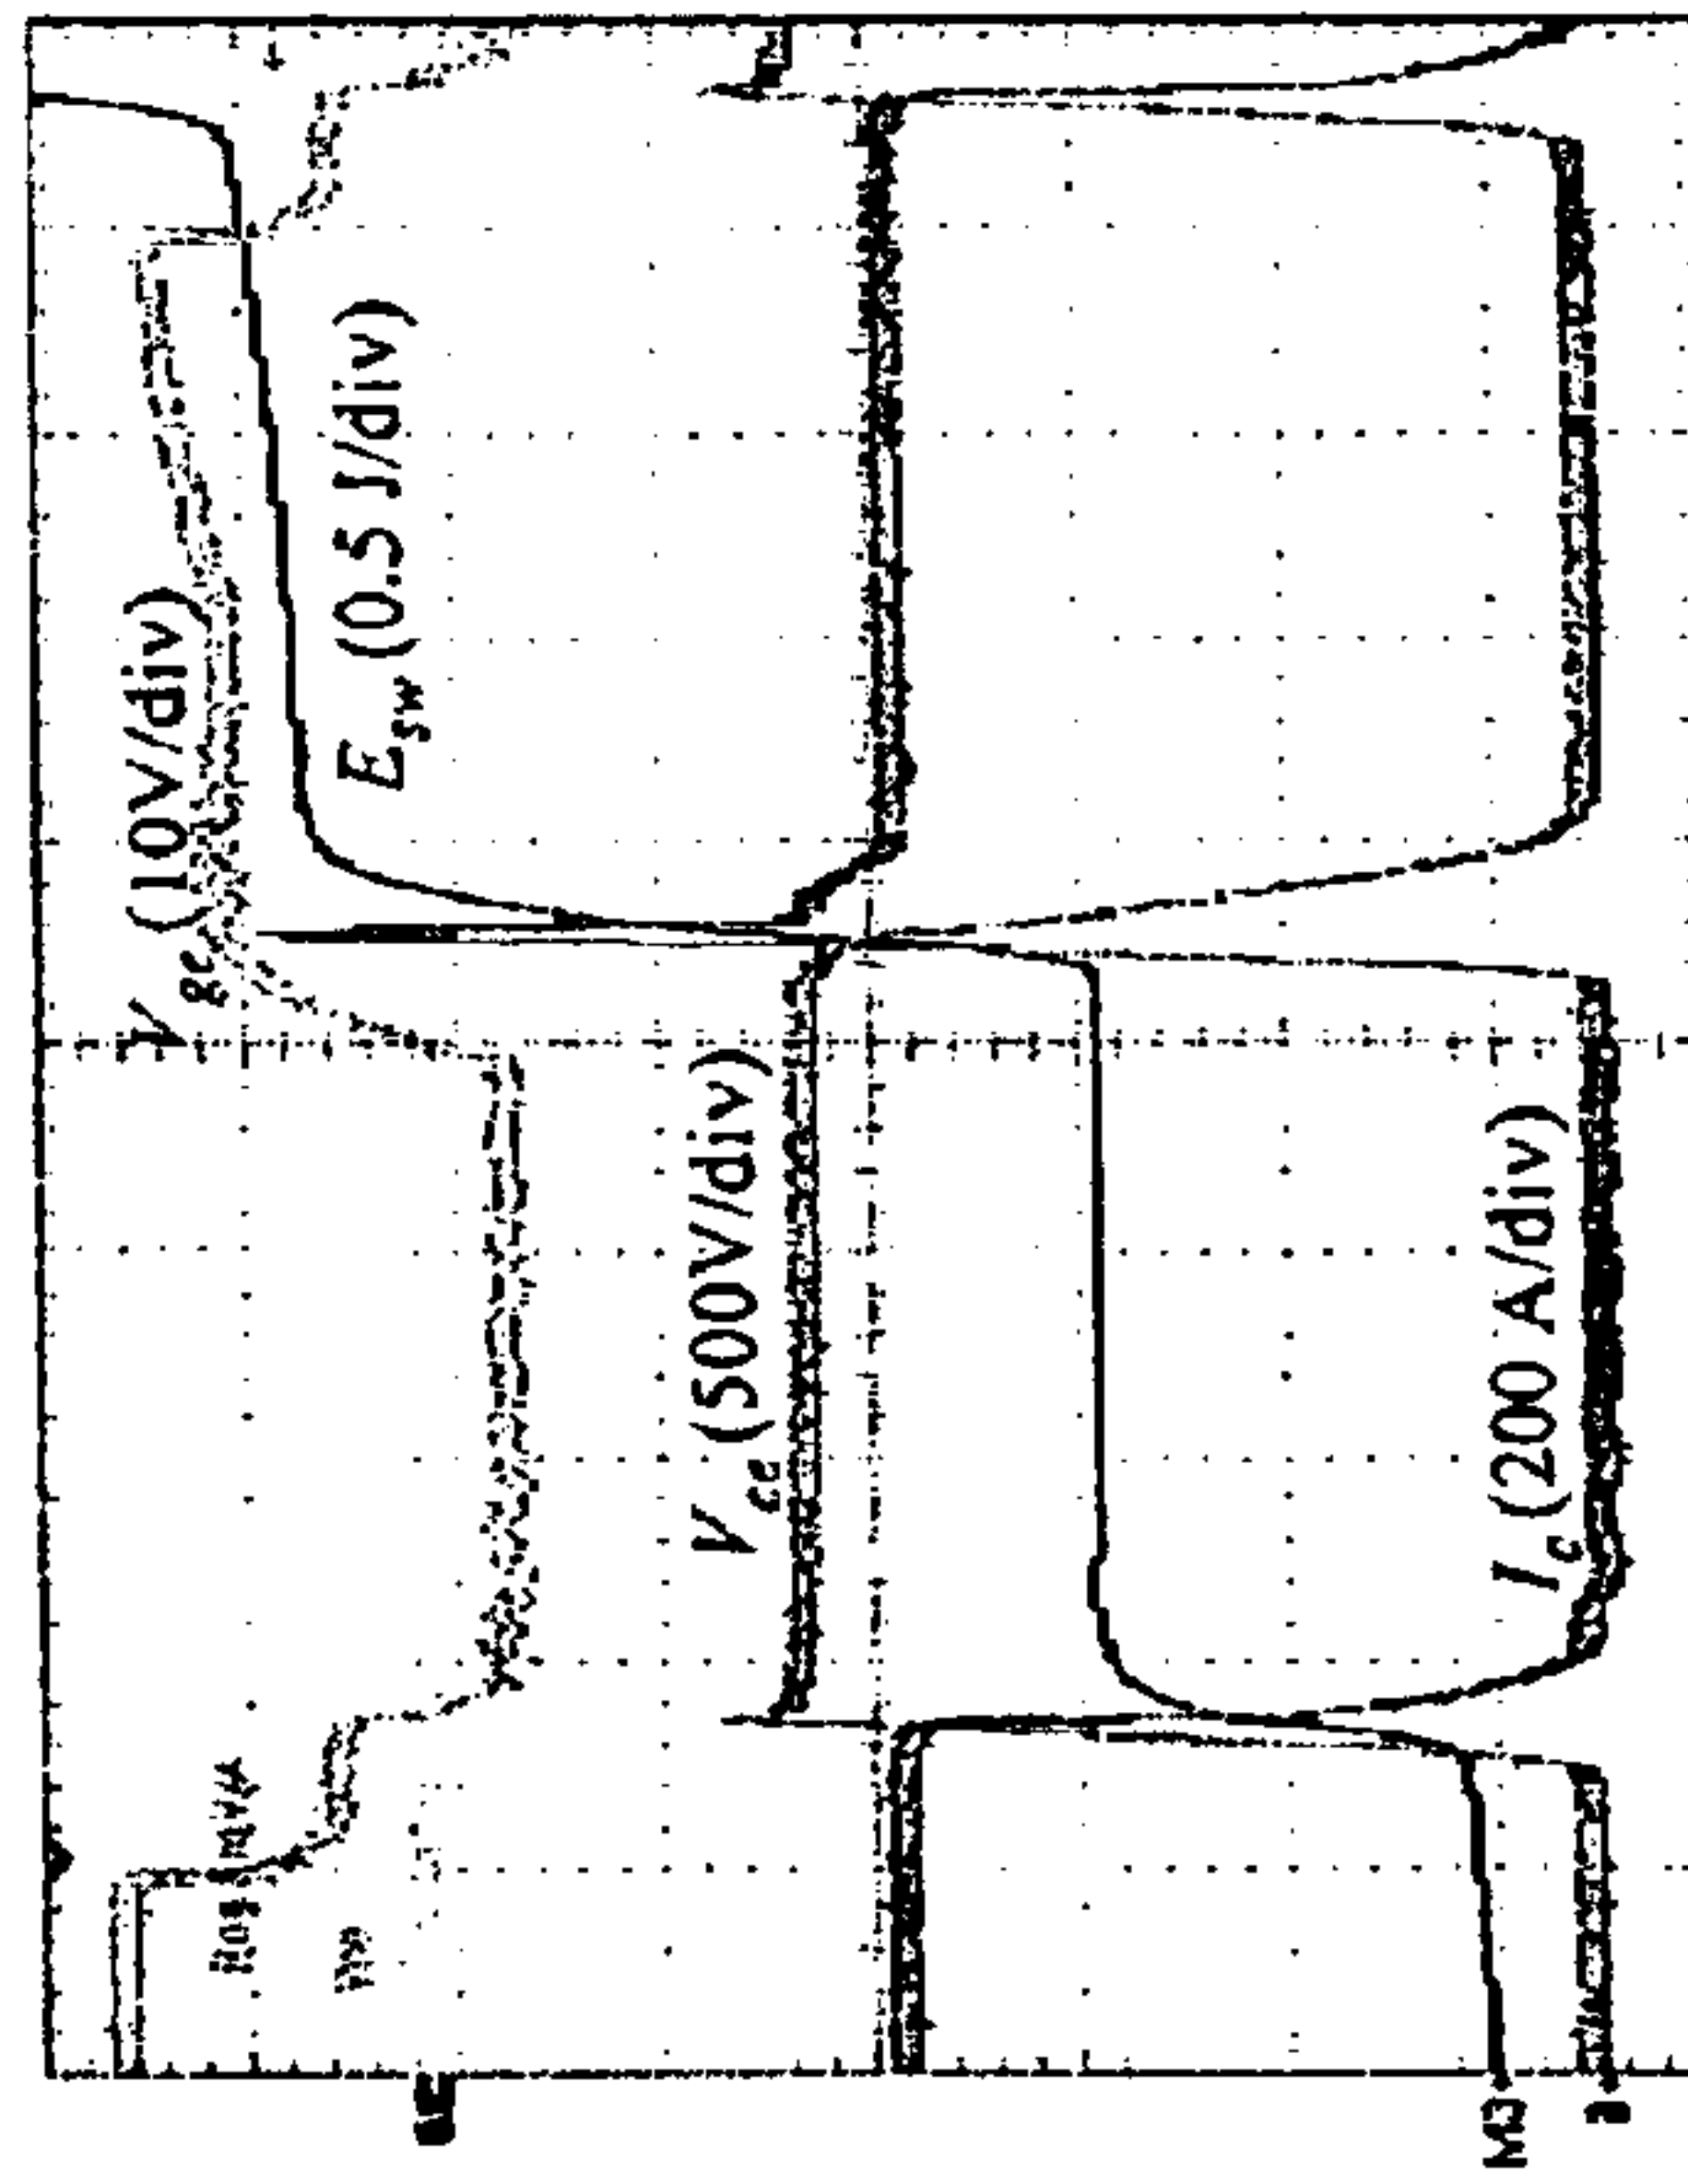 V_ge (10V/div)
E_sw (0.5 J/div)
V_ce (500V/div)
I_c (200 A/div)
M3